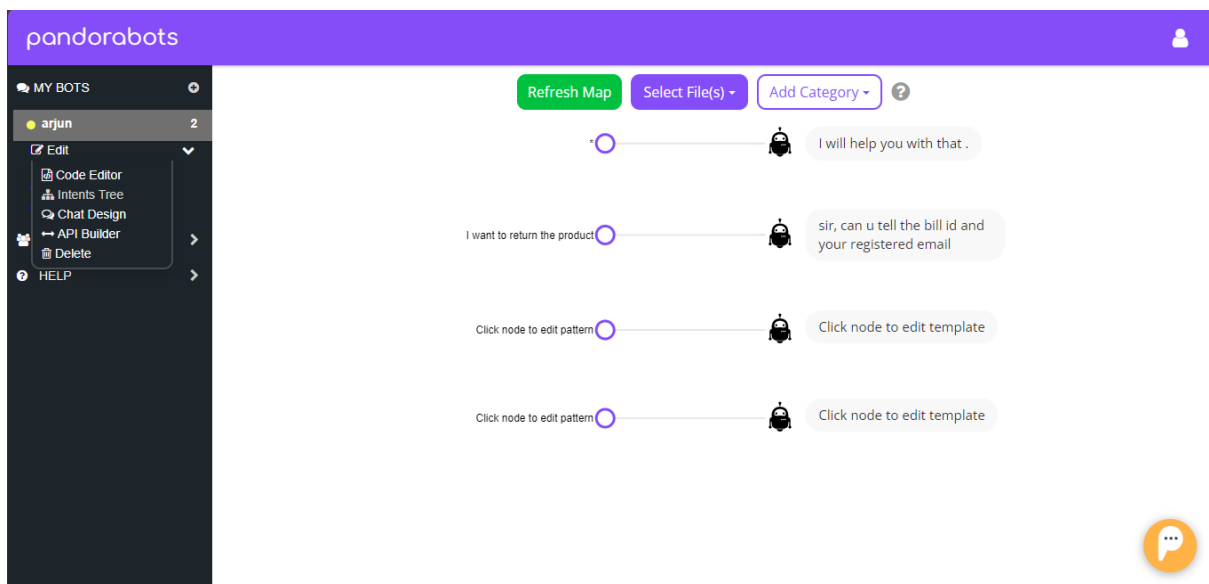 pandorabots
MY BOTS
arjun 2
Edit
Code Editor
Intents Tree
Chat Design
API Builder
Delete
HELP
Refresh Map Select File(s) Add Category ?
* I will help you with that .
I want to return the product sir, can u tell the bill id and
your registered email
Click node to edit pattern Click node to edit template
Click node to edit pattern Click node to edit template